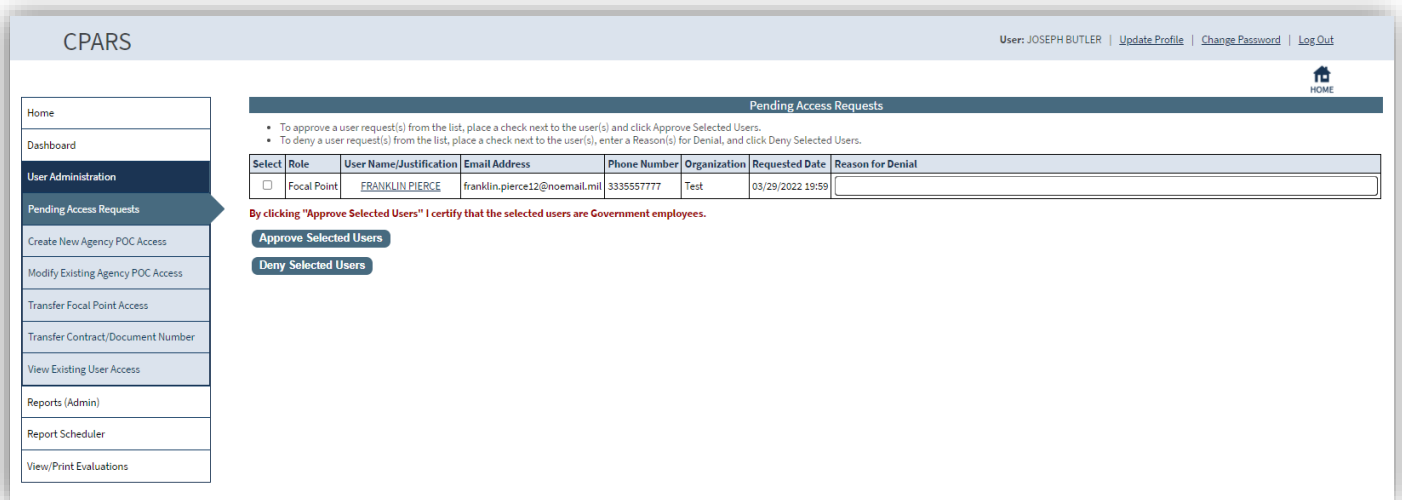 CPARS
User: JOSEPH BUTLER | Update Profile | Change Password | Log Out
HOME
Home
Dashboard
User Administration
Pending Access Requests
Create New Agency POC Access
Modify Existing Agency POC Access
Transfer Focal Point Access
Transfer Contract/Document Number
View Existing User Access
Reports (Admin)
Report Scheduler
View/Print Evaluations
Pending Access Requests
• To approve a user request(s) from the list, place a check next to the user(s) and click Approve Selected Users.
• To deny a user request(s) from the list, place a check next to the user(s), enter a Reason(s) for Denial, and click Deny Selected Users.
Select Role User Name/Justification Email Address Phone Number Organization Requested Date Reason for Denial
Focal Point FRANKLIN PIERCE franklin.pierce12@noemail.mil 3335557777 Test 03/29/2022 19:59
By clicking "Approve Selected Users" I certify that the selected users are Government employees.
Approve Selected Users
Deny Selected Users